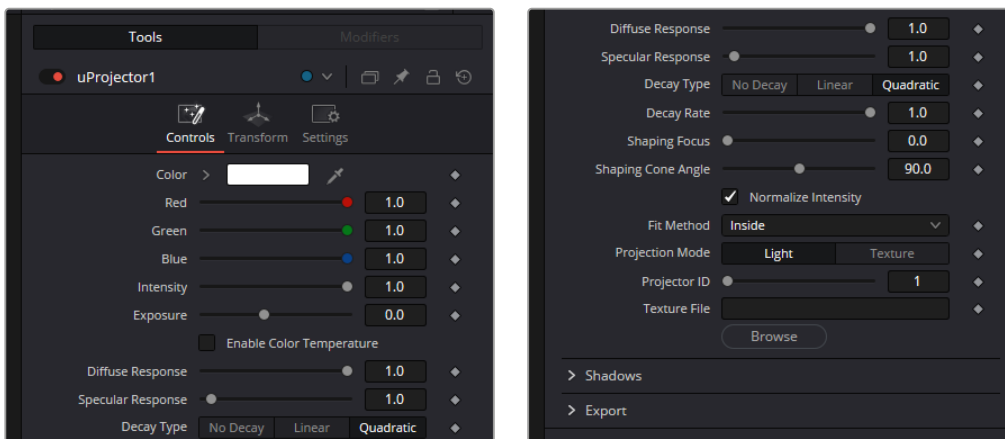 Tools Modifiers
uProjector1
Controls Transform Settings
Color
Red 1.0
Green 1.0
Blue 1.0
Intensity 1.0
Exposure 0.0
Enable Color Temperature
Diffuse Response 1.0
Specular Response 1.0
Decay Type No Decay Linear Quadratic
Diffuse Response 1.0
Specular Response 1.0
Decay Type No Decay Linear Quadratic
Decay Rate 1.0
Shaping Focus 0.0
Shaping Cone Angle 90.0
Normalize Intensity
Fit Method Inside
Projection Mode Light Texture
Projector ID 1
Texture File
Browse
Shadows
Export